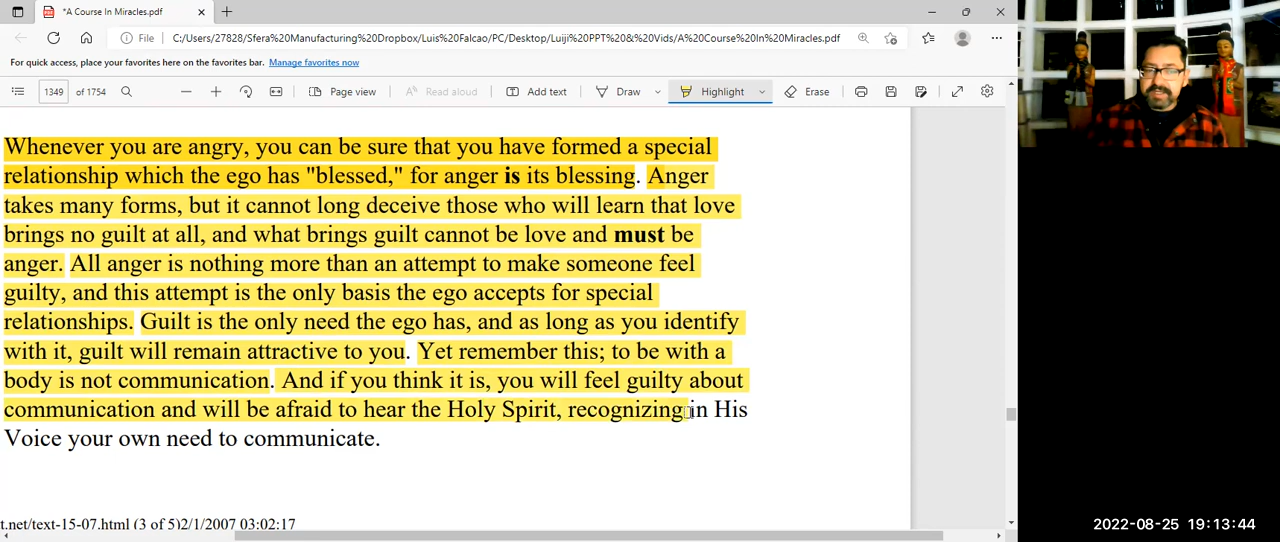 *A Course In Miracles.pdf
File C:/Users/27828/Sfera%20Manufacturing%20Dropbox/Luis%20Falcao/PC/Desktop/Luiji%20PPT%20&%20Vids/A%20Course%20In%20Miracles.pdf
For quick access, place your favorites here on the favorites bar. Manage favorites now
1349 of 1754 Page view Read aloud Add text Draw Highlight Erase
Whenever you are angry, you can be sure that you have formed a special
relationship which the ego has "blessed," for anger is its blessing. Anger
takes many forms, but it cannot long deceive those who will learn that love
brings no guilt at all, and what brings guilt cannot be love and must be
anger. All anger is nothing more than an attempt to make someone feel
guilty, and this attempt is the only basis the ego accepts for special
relationships. Guilt is the only need the ego has, and as long as you identify
with it, guilt will remain attractive to you. Yet remember this; to be with a
body is not communication. And if you think it is, you will feel guilty about
communication and will be afraid to hear the Holy Spirit, recognizing in His
Voice your own need to communicate.
t.net/text-15-07.html (3 of 5)2/1/2007 03:02:17
2022-08-25 19:13:44